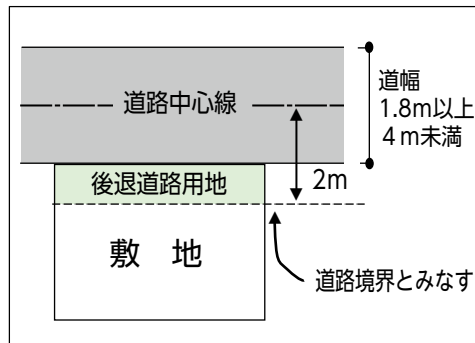 道路中心線
道幅
1.8m以上
4m未満
後退道路用地
2m
敷 地
道路境界とみなす